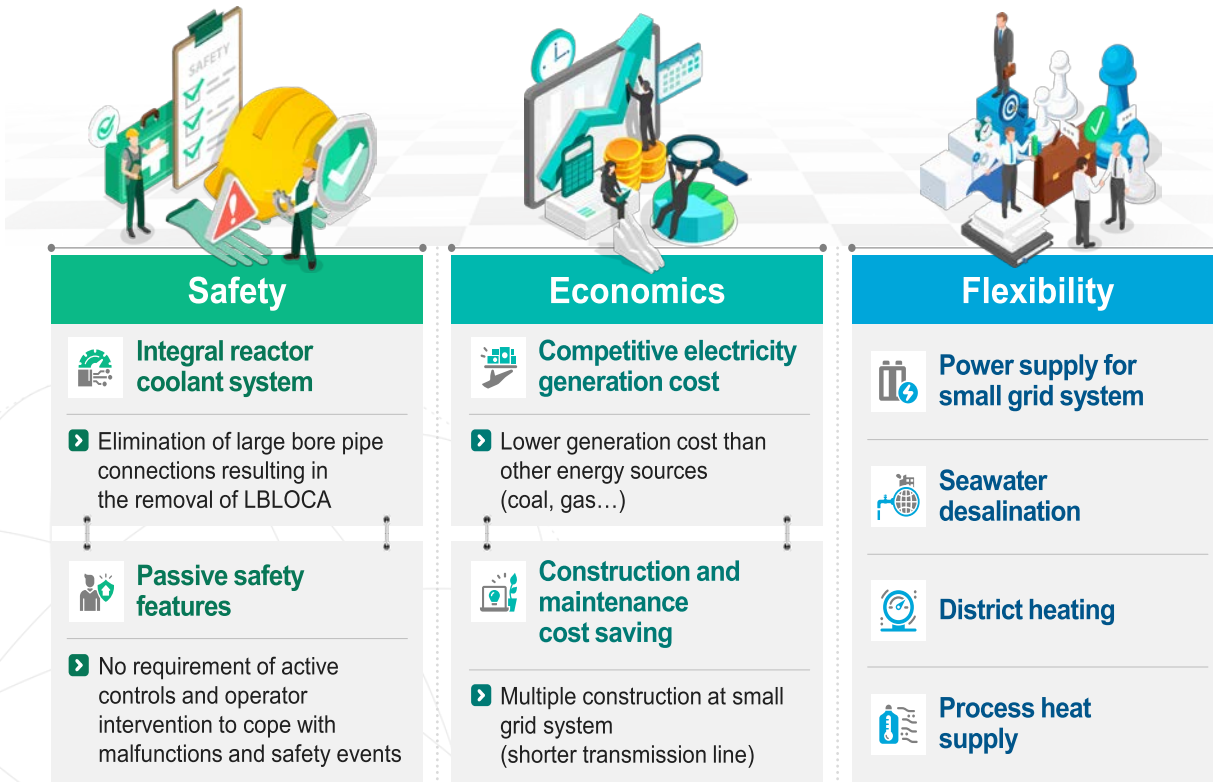 SAFETY
Safety
Integral reactor
coolant system
Elimination of large bore pipe
connections resulting in
the removal of LBLOCA
Passive safety
features
No requirement of active
controls and operator
intervention to cope with
malfunctions and safety events
Economics
Competitive electricity
generation cost
Lower generation cost than
other energy sources
(coal, gas…)
Construction and
maintenance
cost saving
Multiple construction at small
grid system
(shorter transmission line)
Flexibility
Power supply for
small grid system
Seawater
desalination
District heating
Process heat
supply